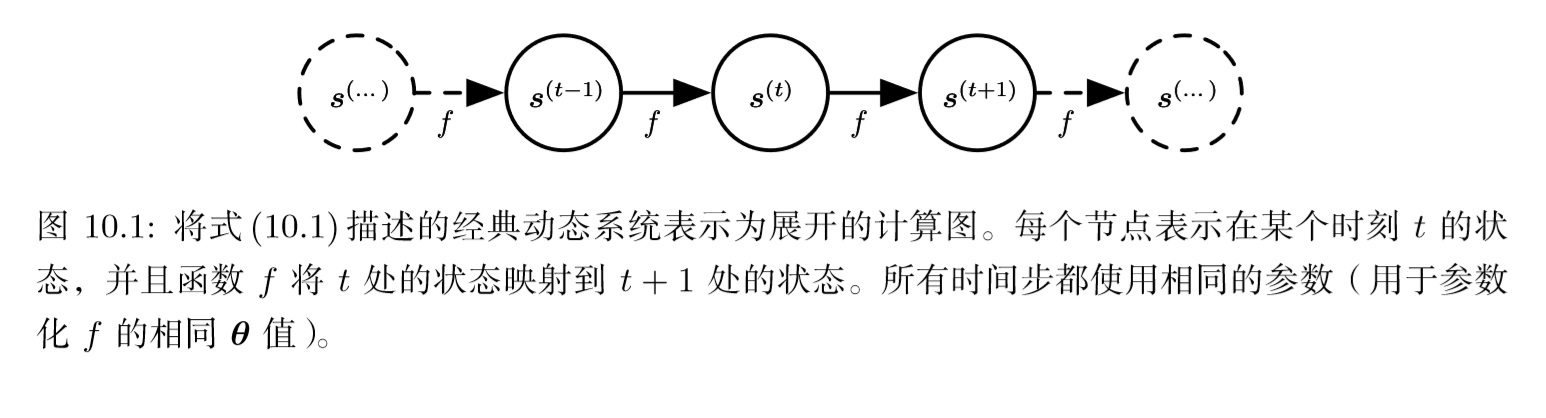 s^(...) s^(t−1) s^(t) s^(t+1) s^(...)
f f f f
图 10.1: 将式(10.1)描述的经典动态系统表示为展开的计算图。每个节点表示在某个时刻 t 的状
态，并且函数 f 将 t 处的状态映射到 t + 1 处的状态。所有时间步都使用相同的参数（用于参数
化 f 的相同 θ 值）。